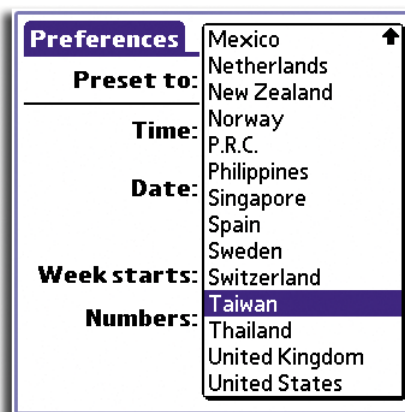 Preferences
Preset to:
Time:
Date:
Week starts:
Numbers:
Mexico
Netherlands
New Zealand
Norway
P.R.C.
Philippines
Singapore
Spain
Sweden
Switzerland
Taiwan
Thailand
United Kingdom
United States